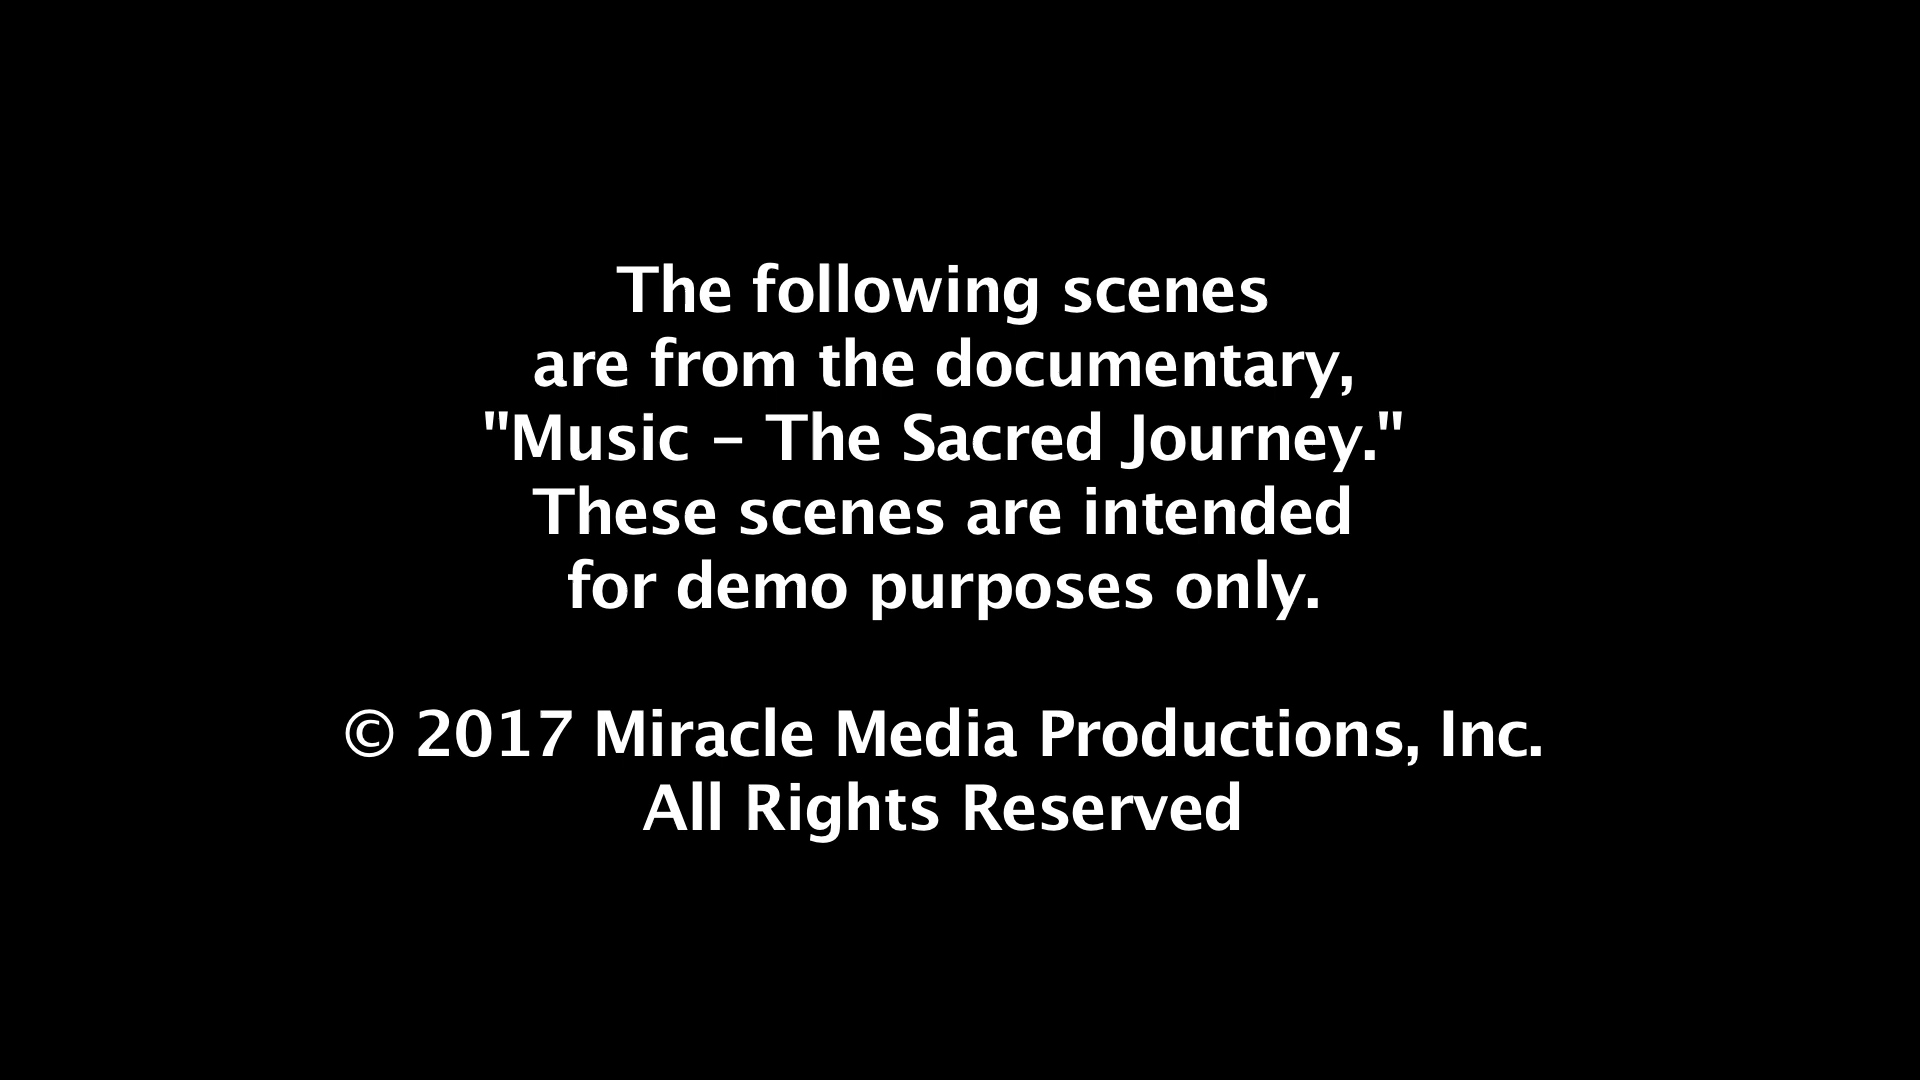 The following scenes
are from the documentary,
"Music – The Sacred Journey."
These scenes are intended
for demo purposes only.
© 2017 Miracle Media Productions, Inc.
All Rights Reserved